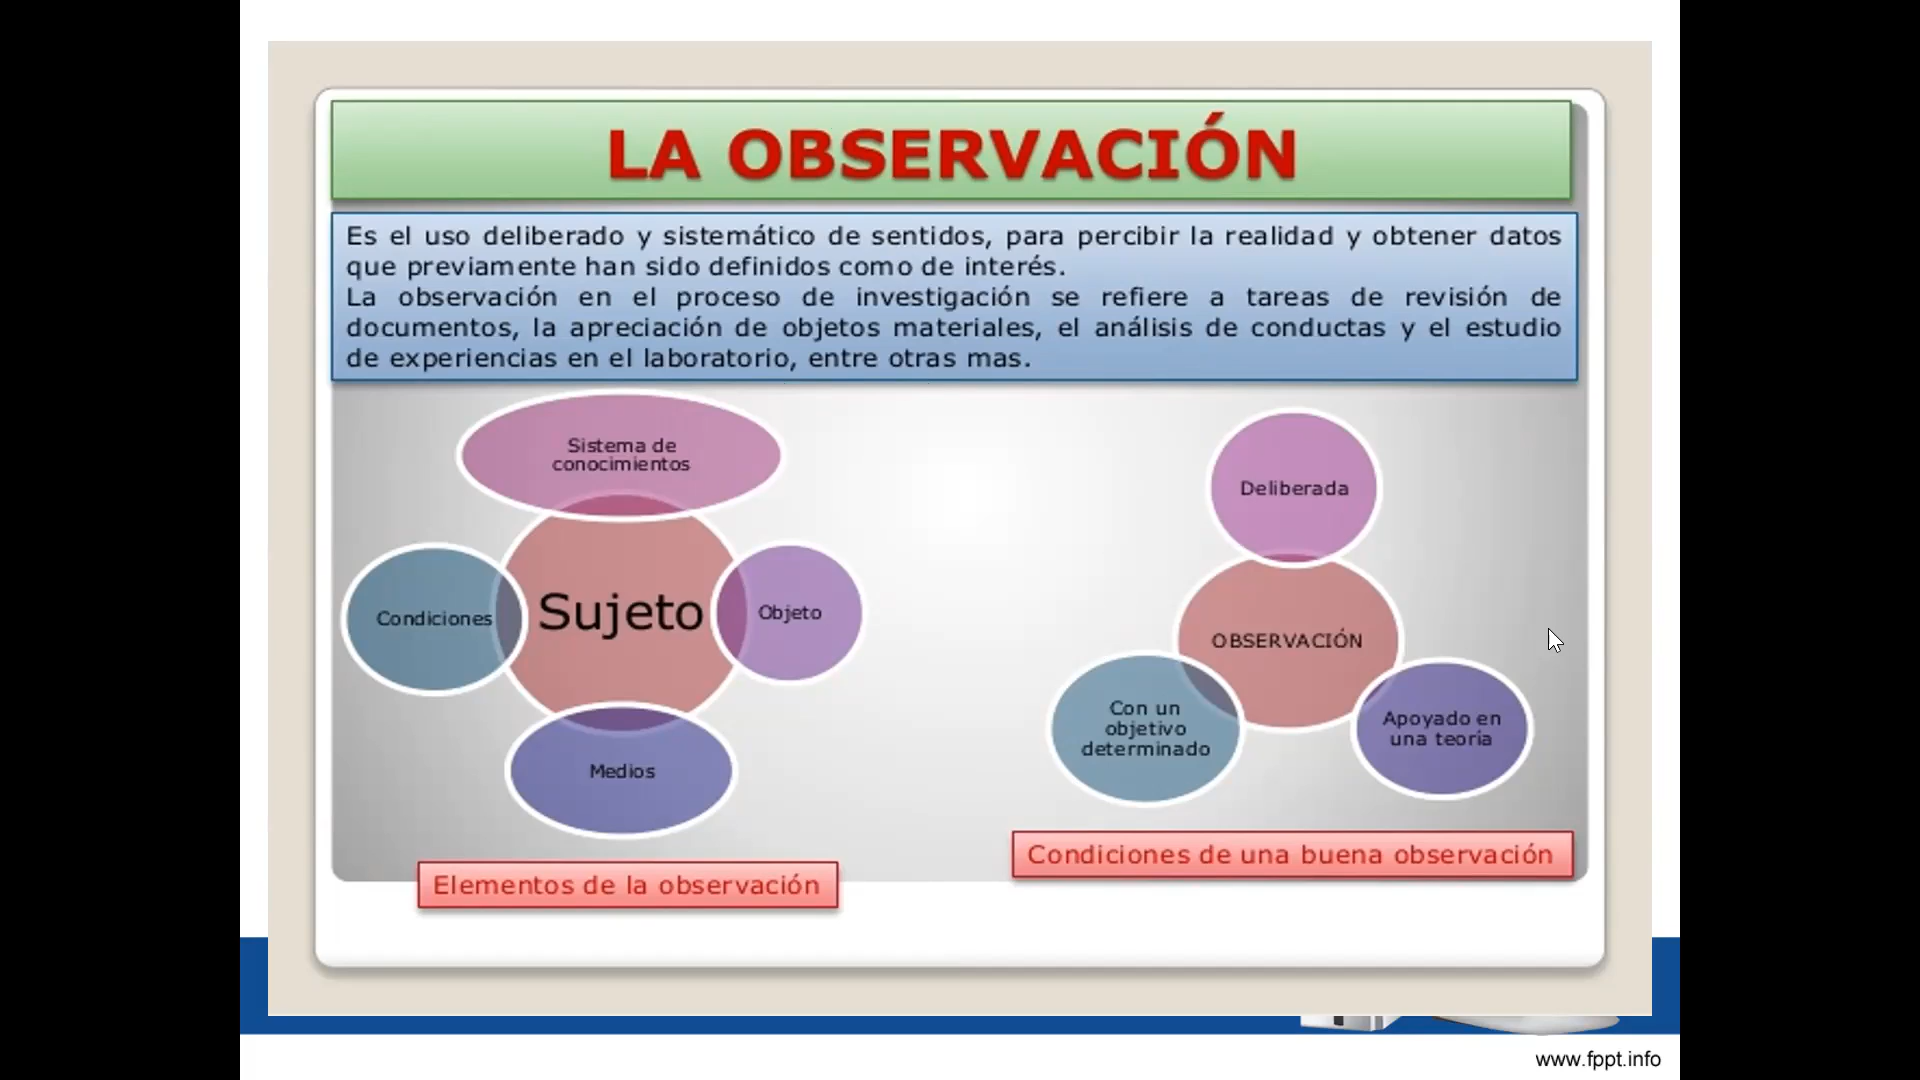 LA OBSERVACIÓN
Es el uso deliberado y sistemático de sentidos, para percibir la realidad y obtener datos
que previamente han sido definidos como de interés.
La observación en el proceso de investigación se refiere a tareas de revisión de
documentos, la apreciación de objetos materiales, el análisis de conductas y el estudio
de experiencias en el laboratorio, entre otras mas.
Sistema de
conocimientos
Condiciones
Sujeto
Objeto
Medios
Elementos de la observación
Deliberada
OBSERVACIÓN
Con un
objetivo
determinado
Apoyado en
una teoría
Condiciones de una buena observación
www.fppt.info